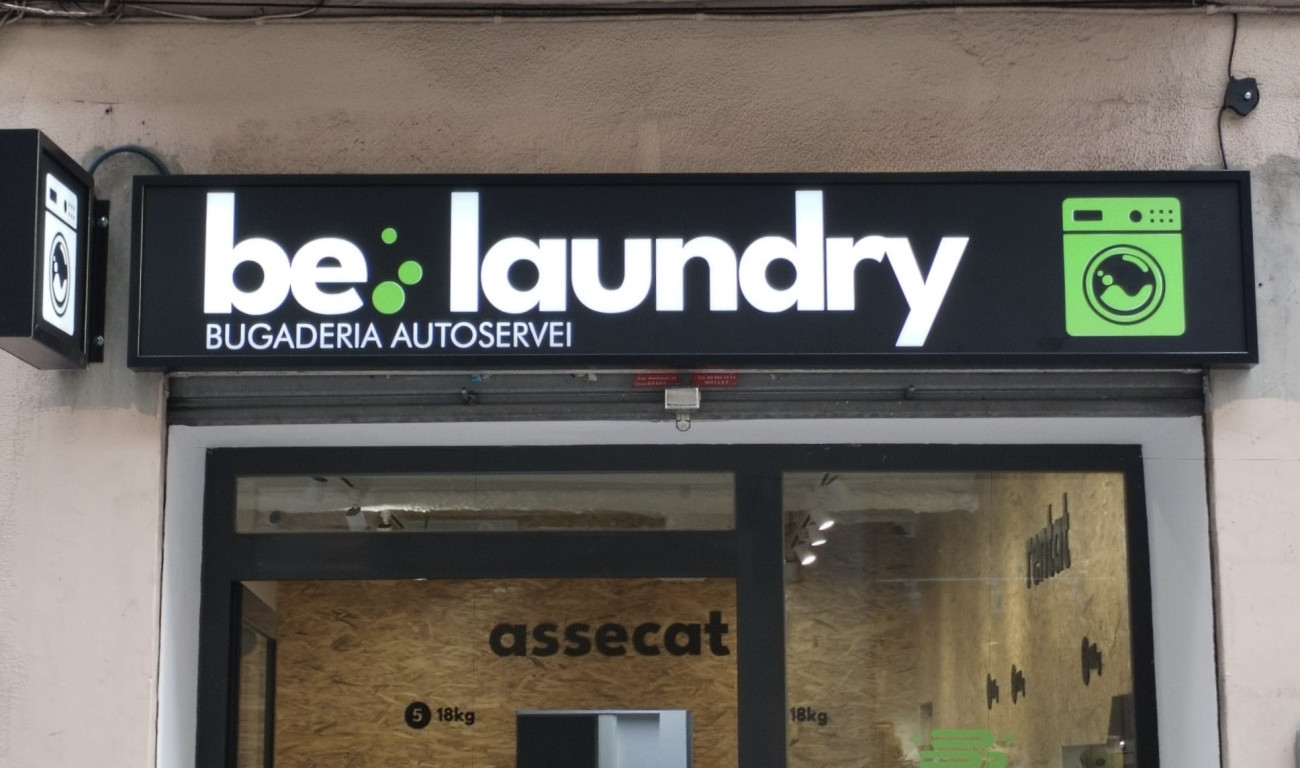 be laundry
BUGADERIA AUTOSERVEI
assecat
rentat
5 18kg
18kg